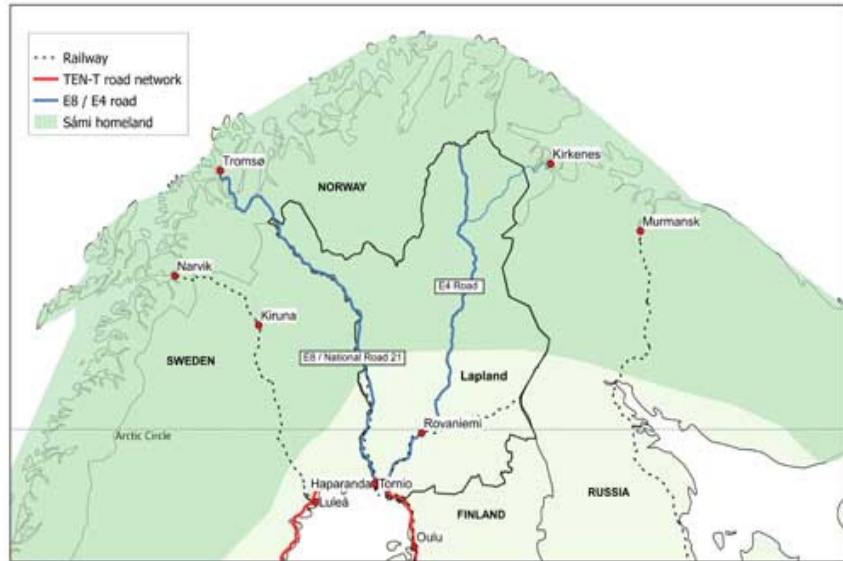 Railway
TEN-T road network
E8 / E4 road
Sámi homeland
Tromsø
Kirkenes
NORWAY
Murmansk
Narvik
E4 Road
Kiruna
SWEDEN
E8 / National Road 21
Lapland
Rovaniemi
Arctic Circle
Haparanda
Tornio
Luleå
RUSSIA
FINLAND
Oulu